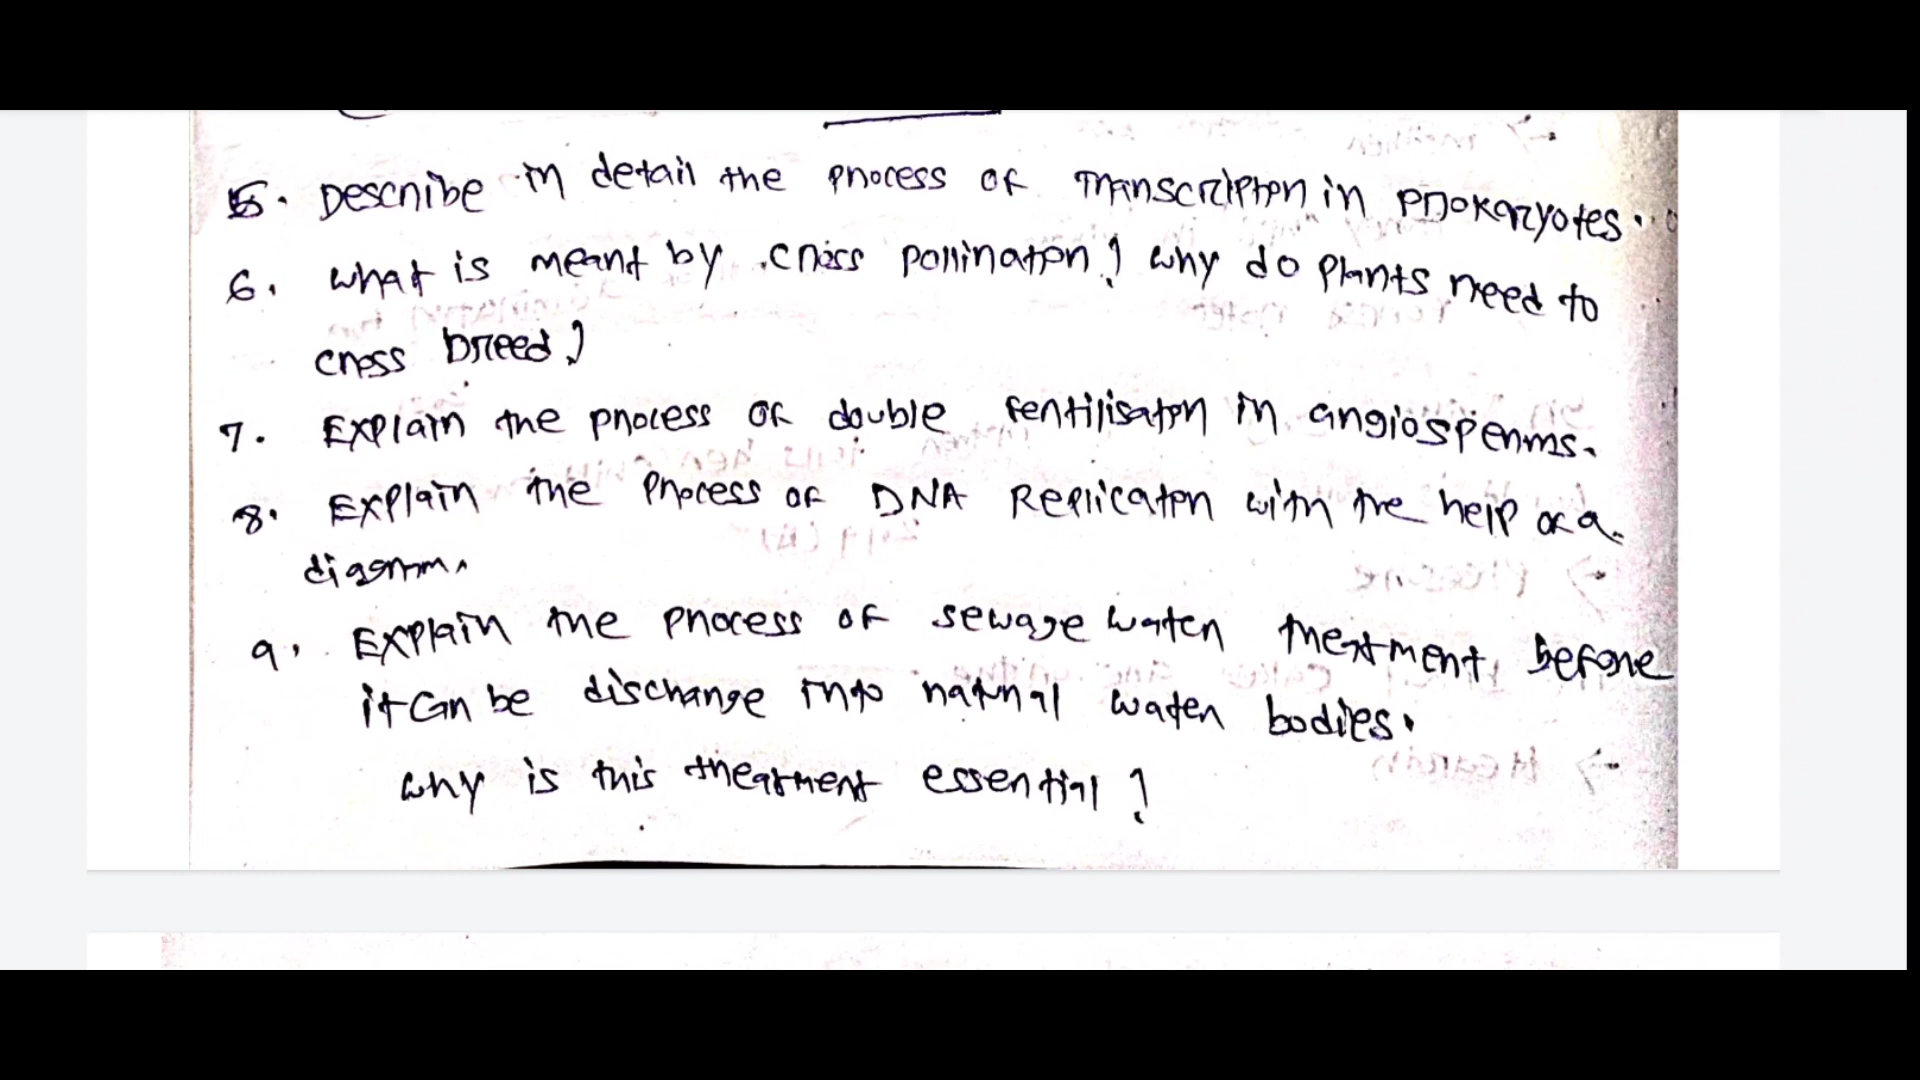 5. Describe in detail the process of Transcription in prokaryotes.
6. what is meant by cross pollination? why do plants need to
cross breed?
7. Explain the process of double fertilisation in angiosperms.
8. Explain the process of DNA Replication with the help of a
diagram.
9. Explain the process of sewage water treatment, before
it can be discharge into natural water bodies.
why is this treatment essential?